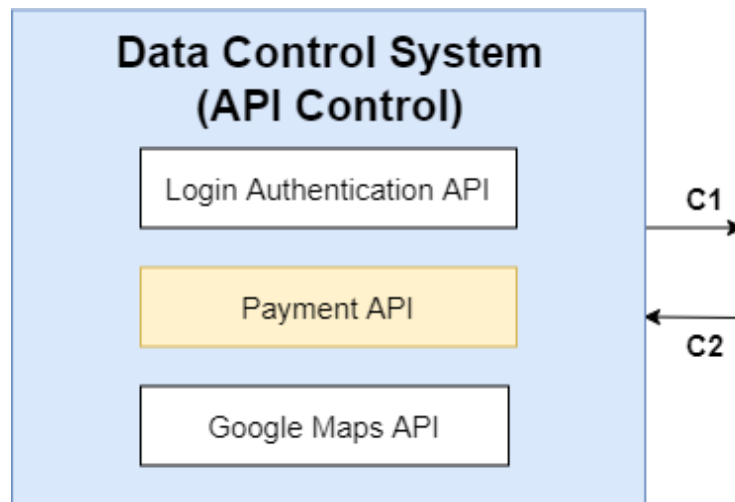 Data Control System
(API Control)
Login Authentication API
C1
Payment API
C2
Google Maps API